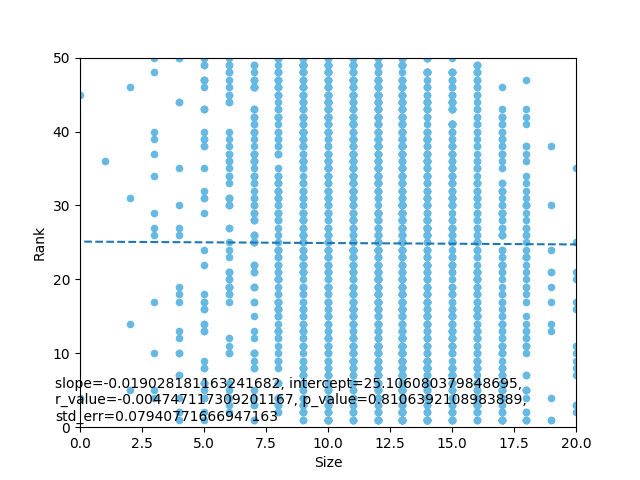 50
40
30
20
10
0
Rank
slope=-0.019028181163241682, intercept=25.106080379848695,
r_value=-0.004747117309201167, p_value=0.8106392108983889,
std_err=0.07940771666947163
0.0 2.5 5.0 7.5 10.0 12.5 15.0 17.5 20.0
Size